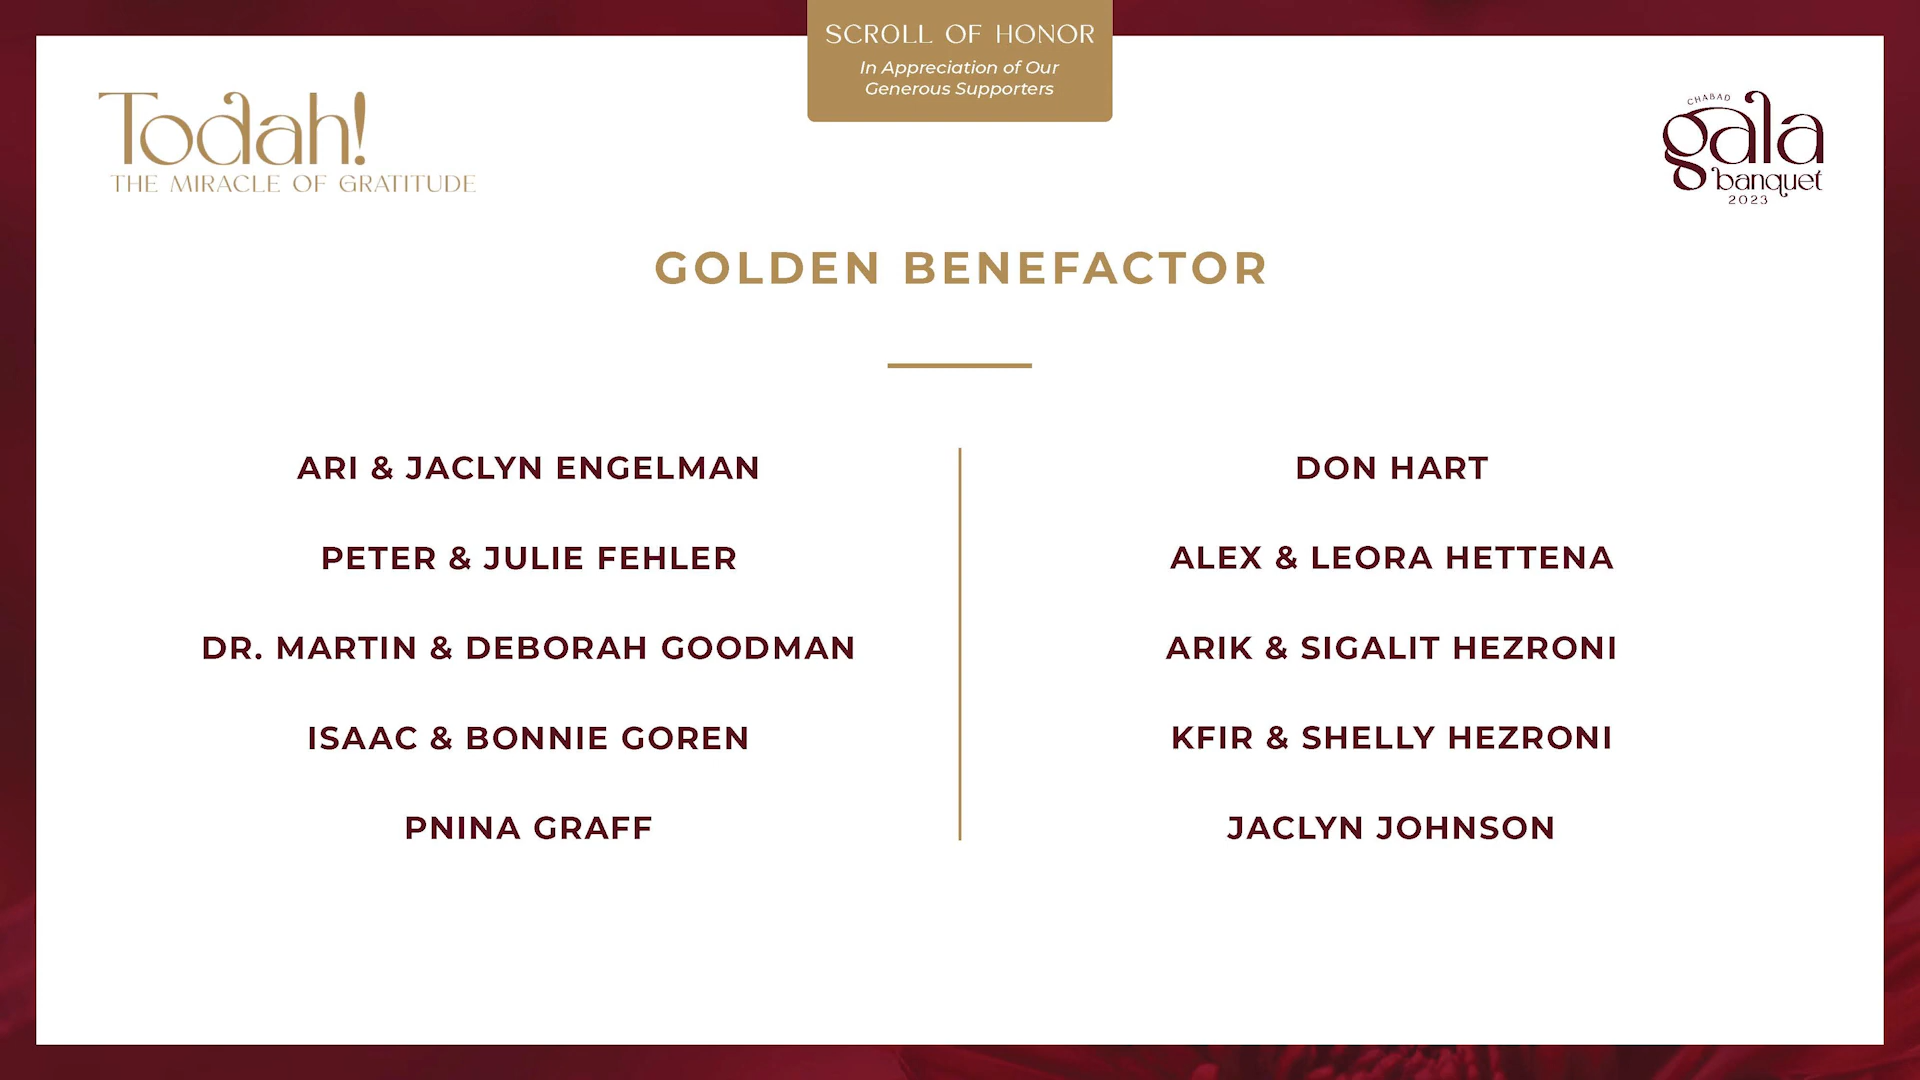 SCROLL OF HONOR
In Appreciation of Our
Generous Supporters
Todah!
THE MIRACLE OF GRATITUDE
CHABAD
gala
banquet
2023
GOLDEN BENEFACTOR
ARI & JACLYN ENGELMAN
PETER & JULIE FEHLER
DR. MARTIN & DEBORAH GOODMAN
ISAAC & BONNIE GOREN
PNINA GRAFF
DON HART
ALEX & LEORA HETTENA
ARIK & SIGALIT HEZRONI
KFIR & SHELLY HEZRONI
JACLYN JOHNSON